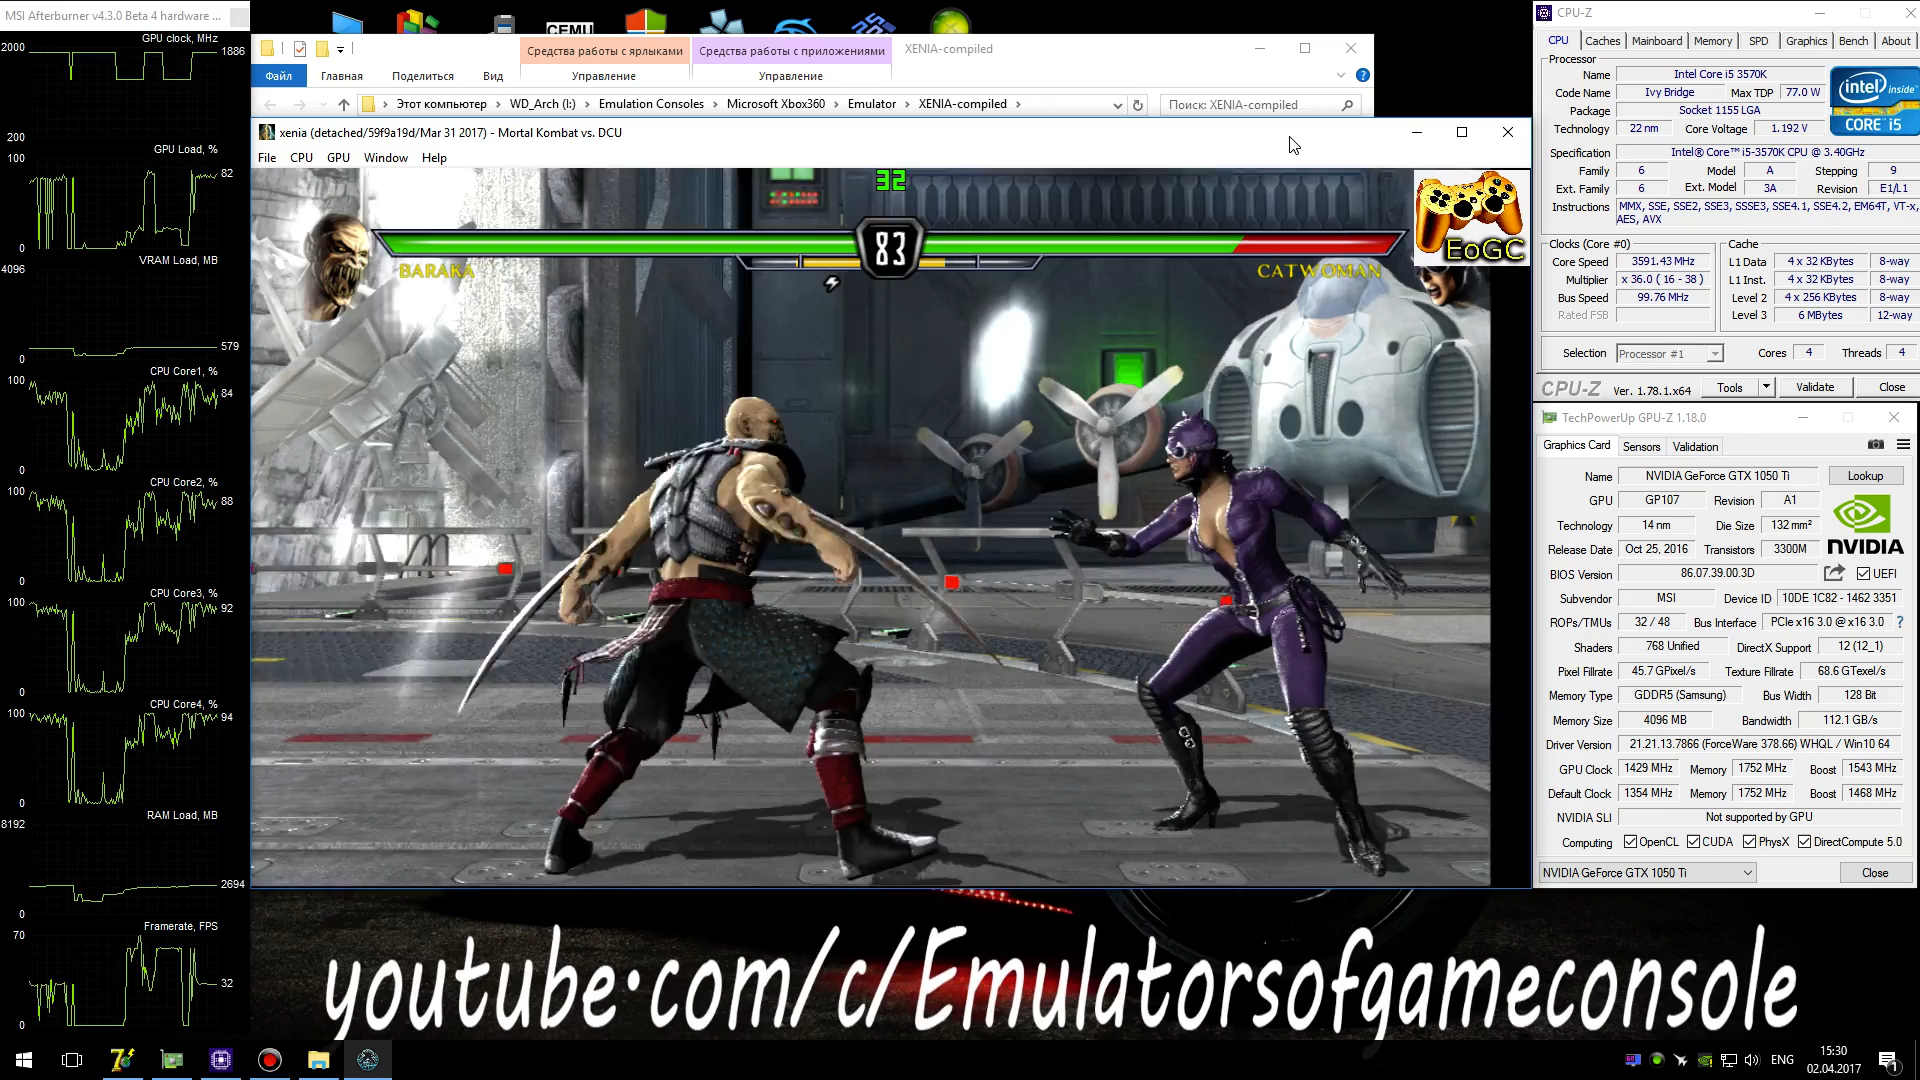 MSI Afterburner v4.3.0 Beta 4 hardware ...
GPU clock, MHz
2000
1886
200
GPU Load, %
100
82
0
VRAM Load, MB
4096
579
0
CPU Core1, %
100
84
0
CPU Core2, %
100
88
0
CPU Core3, %
100
92
0
CPU Core4, %
100
94
0
RAM Load, MB
8192
2694
0
Framerate, FPS
70
32
0
CEMU
Средства работы с ярлыками
Средства работы с приложениями
XENIA-compiled
Файл
Главная
Поделиться
Вид
Управление
Управление
Этот компьютер
WD_Arch (I:)
Emulation Consoles
Microsoft Xbox360
Emulator
XENIA-compiled
Поиск: XENIA-compiled
xenia (detached/59f9a19d/Mar 31 2017) - Mortal Kombat vs. DCU
File CPU GPU Window Help
32
83
BARAKA
CATWOMAN
EoGC
CPU-Z
CPU Caches Mainboard Memory SPD Graphics Bench About
Processor
Name Intel Core i5 3570K
Code Name Ivy Bridge Max TDP 77.0 W
Package Socket 1155 LGA
Technology 22 nm Core Voltage 1.192 V
intel inside
CORE i5
Specification Intel® Core™ i5-3570K CPU @ 3.40GHz
Family 6 Model A Stepping 9
Ext. Family 6 Ext. Model 3A Revision E1/L1
Instructions MMX, SSE, SSE2, SSE3, SSSE3, SSE4.1, SSE4.2, EM64T, VT-x,
AES, AVX
Clocks (Core #0)
Core Speed 3591.43 MHz
Multiplier x 36.0 ( 16 - 38 )
Bus Speed 99.76 MHz
Rated FSB
Cache
L1 Data 4 x 32 KBytes 8-way
L1 Inst. 4 x 32 KBytes 8-way
Level 2 4 x 256 KBytes 8-way
Level 3 6 MBytes 12-way
Selection Processor #1 Cores 4 Threads 4
CPU-Z Ver. 1.78.1.x64 Tools Validate Close
TechPowerUp GPU-Z 1.18.0
Graphics Card Sensors Validation
Name NVIDIA GeForce GTX 1050 Ti Lookup
GPU GP107 Revision A1
Technology 14 nm Die Size 132 mm²
Release Date Oct 25, 2016 Transistors 3300M
NVIDIA
BIOS Version 86.07.39.00.3D UEFI
Subvendor MSI Device ID 10DE 1C82 - 1462 3351
ROPs/TMUs 32 / 48 Bus Interface PCIe x16 3.0 @ x16 3.0 ?
Shaders 768 Unified DirectX Support 12 (12_1)
Pixel Fillrate 45.7 GPixel/s Texture Fillrate 68.6 GTexel/s
Memory Type GDDR5 (Samsung) Bus Width 128 Bit
Memory Size 4096 MB Bandwidth 112.1 GB/s
Driver Version 21.21.13.7866 (ForceWare 378.66) WHQL / Win10 64
GPU Clock 1429 MHz Memory 1752 MHz Boost 1543 MHz
Default Clock 1354 MHz Memory 1752 MHz Boost 1468 MHz
NVIDIA SLI Not supported by GPU
Computing OpenCL CUDA PhysX DirectCompute 5.0
NVIDIA GeForce GTX 1050 Ti Close
youtube.com/c/Emulatorsofgameconsole
ENG
15:30
02.04.2017
1